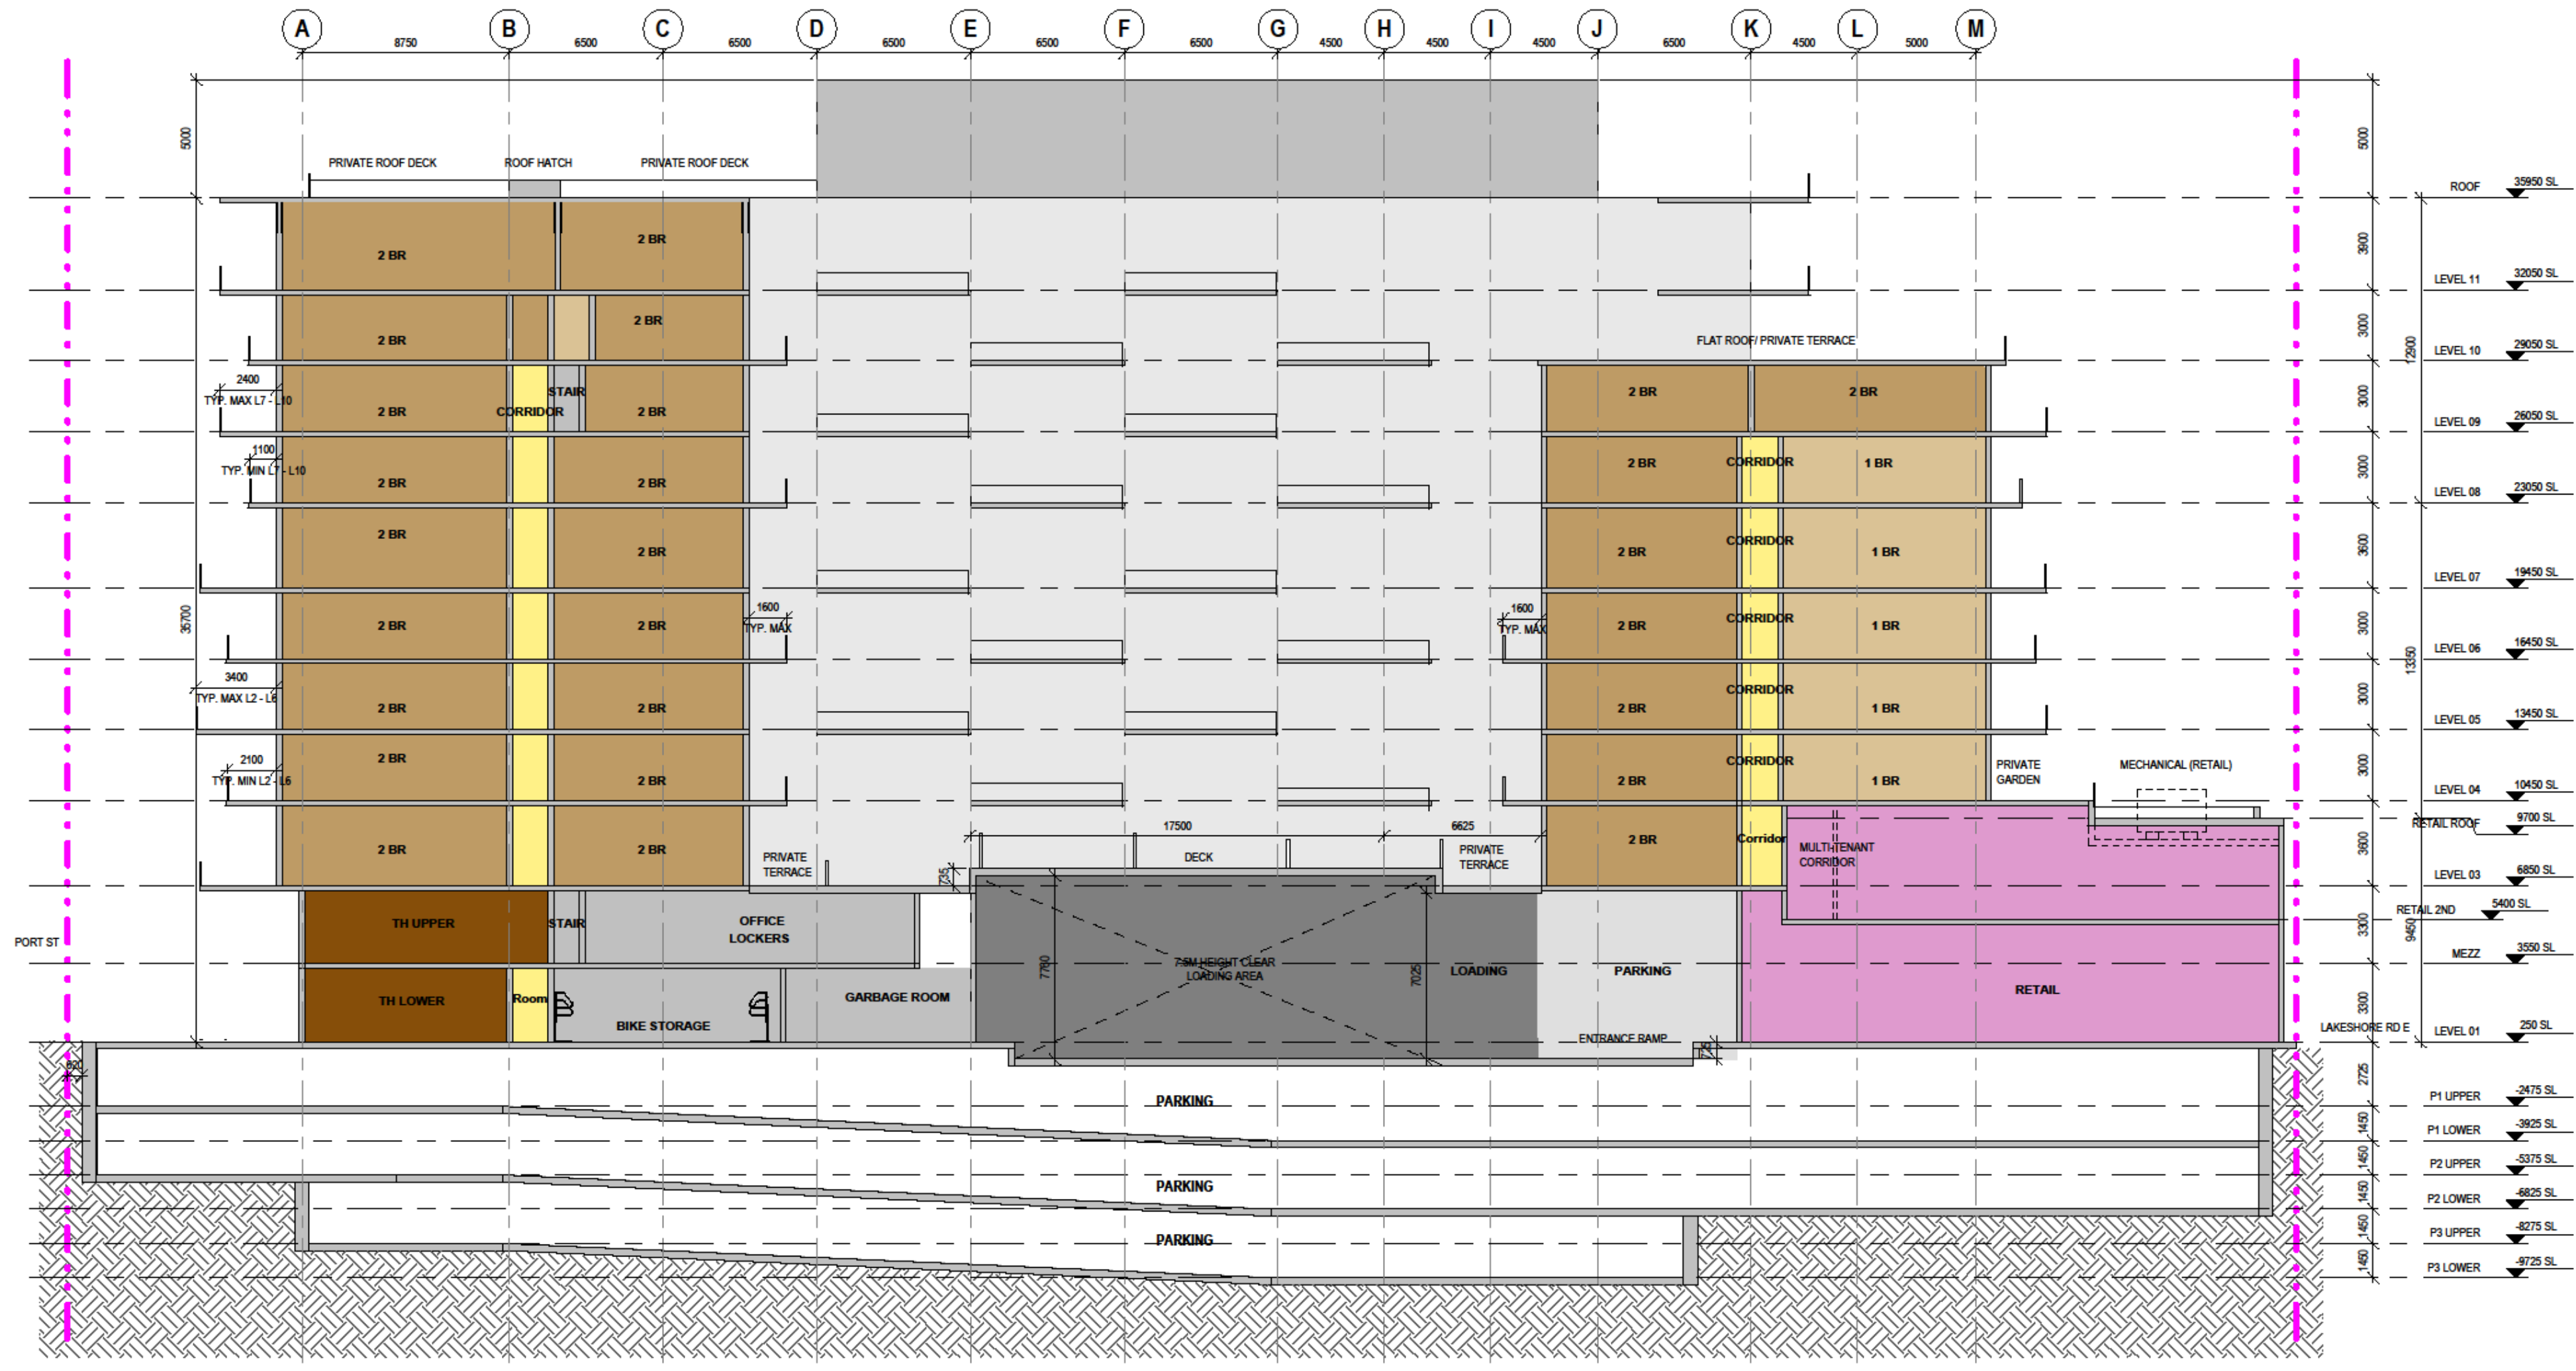 A B C D E F G H I J K L M
8750 6500 6500 6500 6500 6500 4500 4500 4500 6500 4500 5000
5000 5000
PRIVATE ROOF DECK ROOF HATCH PRIVATE ROOF DECK
ROOF 35950 SL
2 BR 2 BR 3900
LEVEL 11 32050 SL
2 BR 2 BR 3000
FLAT ROOF/ PRIVATE TERRACE
LEVEL 10 29050 SL
12900
2400
TYP. MAX L7 - L10
2 BR CORRIDOR STAIR 2 BR 2 BR 2 BR 3000
LEVEL 09 26050 SL
1100
TYP. MIN L7 - L10
2 BR 2 BR 2 BR CORRIDOR 1 BR 3000
LEVEL 08 23050 SL
2 BR 2 BR 2 BR CORRIDOR 1 BR 3600
LEVEL 07 19450 SL
35700
1600
TYP. MAX
1600
TYP. MAX
2 BR 2 BR 2 BR CORRIDOR 1 BR 3000
LEVEL 06 16450 SL
13350
3400
TYP. MAX L2 - L6
2 BR 2 BR 2 BR CORRIDOR 1 BR 3000
LEVEL 05 13450 SL
2100
TYP. MIN L2 - L6
2 BR 2 BR 2 BR CORRIDOR 1 BR 3000
PRIVATE
GARDEN
MECHANICAL (RETAIL)
LEVEL 04 10450 SL
RETAIL ROOF 9700 SL
17500 6625
2 BR 2 BR 2 BR Corridor 3600
PRIVATE
TERRACE
735
DECK
PRIVATE
TERRACE
MULTI-TENANT
CORRIDOR
LEVEL 03 6850 SL
RETAIL 2ND 5400 SL
TH UPPER STAIR
OFFICE
LOCKERS
3300 9450
PORT ST
MEZZ 3550 SL
7760
7.5M HEIGHT CLEAR
LOADING AREA
7025
LOADING PARKING RETAIL
TH LOWER Room BIKE STORAGE GARBAGE ROOM 3300
ENTRANCE RAMP
725
LAKESHORE RD E
LEVEL 01 250 SL
620
2725
PARKING
P1 UPPER -2475 SL
1450
P1 LOWER -3925 SL
1450
P2 UPPER -5375 SL
PARKING
1450
P2 LOWER -6825 SL
1450
PARKING
P3 UPPER -8275 SL
1450
P3 LOWER -9725 SL